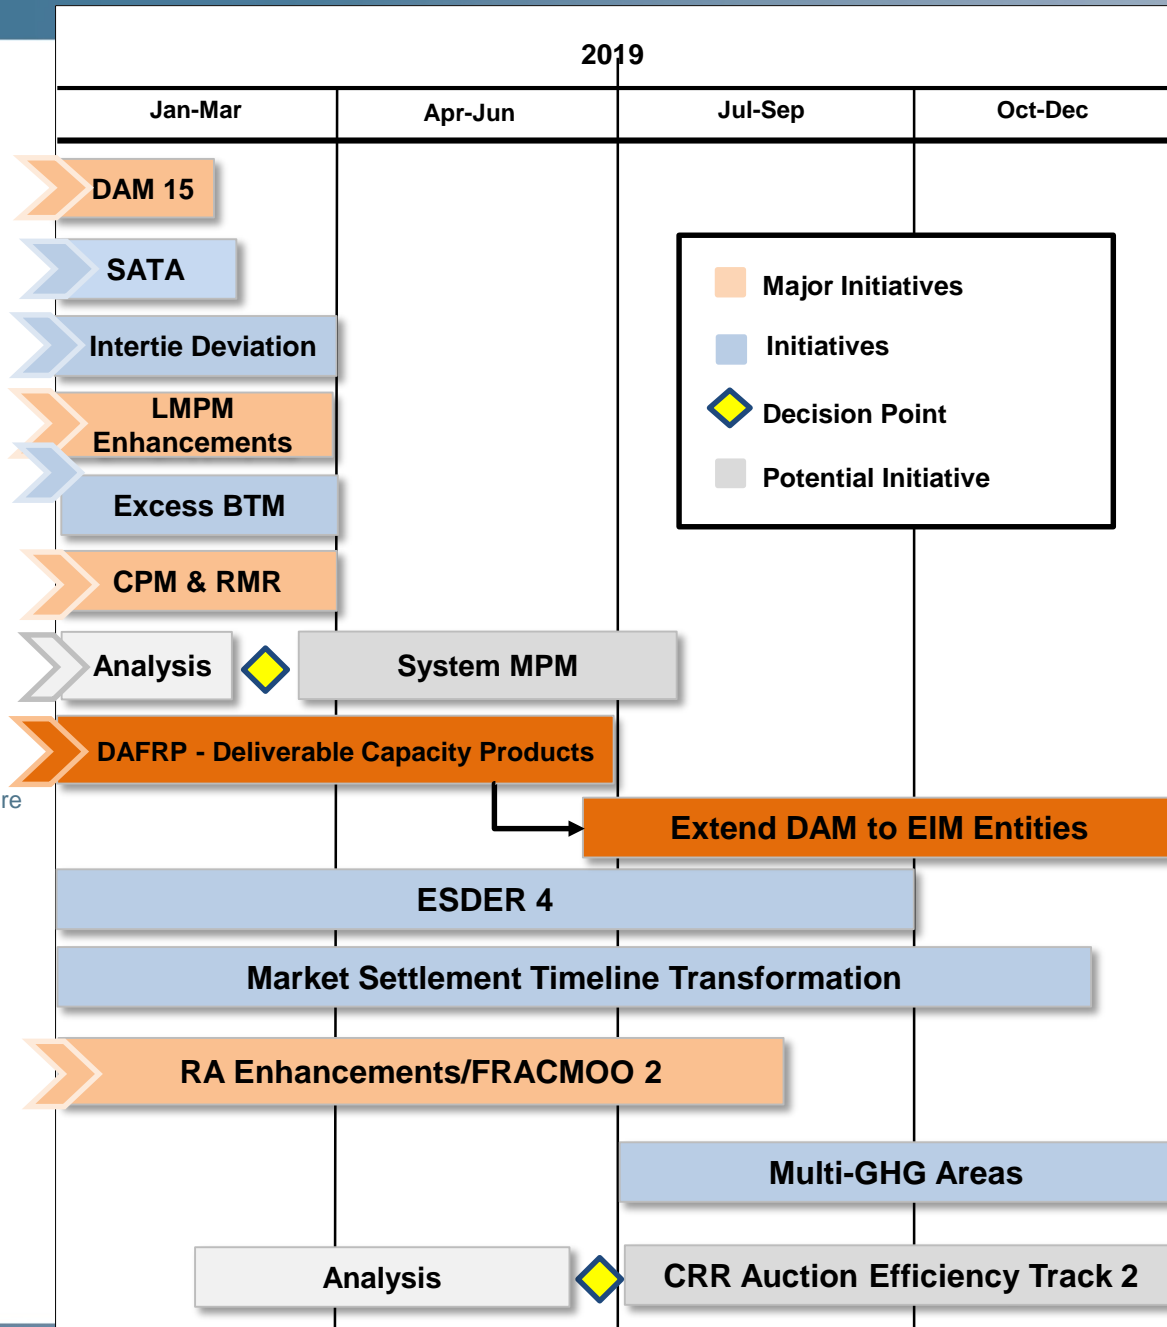 2019
Jan-Mar
Apr-Jun
Jul-Sep
Oct-Dec
DAM 15
SATA
Intertie Deviation
LMPM
Enhancements
Excess BTM
CPM & RMR
Major Initiatives
Initiatives
Decision Point
Potential Initiative
Analysis
System MPM
DAFRP - Deliverable Capacity Products
re
Extend DAM to EIM Entities
ESDER 4
Market Settlement Timeline Transformation
RA Enhancements/FRACMOO 2
Multi-GHG Areas
Analysis
CRR Auction Efficiency Track 2